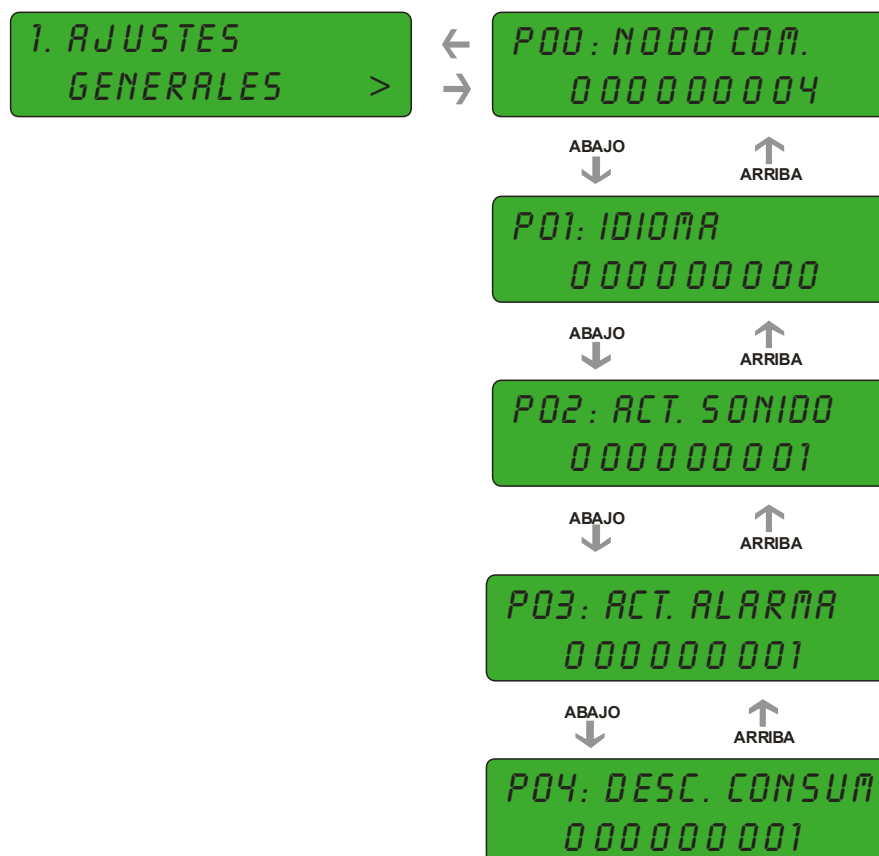 1. AJUSTES
GENERALES >
P00: NODO COM.
000000004
ABAJO
ARRIBA
P01: IDIOMA
000000000
ABAJO
ARRIBA
P02: ACT. SONIDO
000000001
ABAJO
ARRIBA
P03: ACT. ALARMA
000000001
ABAJO
ARRIBA
P04: DESC. CONSUM
000000001